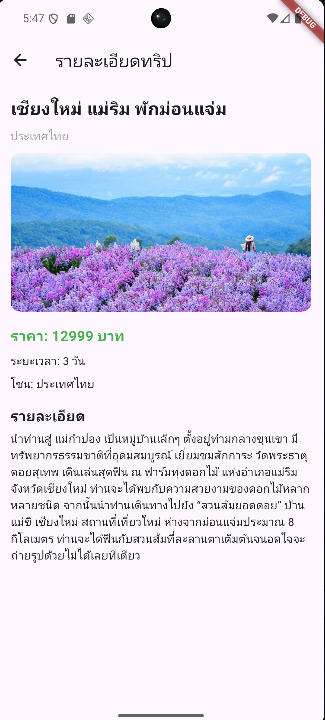 5:47
DEBUG
รายละเอียดทริป
เชียงใหม่ แม่ริม พักม่อนแจ่ม
ประเทศไทย
ราคา: 12999 บาท
ระยะเวลา: 3 วัน
โซน: ประเทศไทย
รายละเอียด
นำท่านสู่ แม่กำปอง เป็นหมู่บ้านเล็กๆ ตั้งอยู่ท่ามกลางขุนเขา มี
ทรัพยากรธรรมชาติที่อุดมสมบูรณ์ เยี่ยมชมสักการะ วัดพระธาตุ
ดอยสุเทพ เดินเล่นสุดฟิน ณ ฟาร์มทุ่งดอกไม้ แห่งอำเภอแม่ริม
จังหวัดเชียงใหม่ ท่านจะได้พบกับความสวยงามของดอกไม้หลาก
หลายชนิด จากนั้นนำท่านเดินทางไปยัง “สวนส้มยอดดอย” บ้าน
แม่ขิ เชียงใหม่ สถานที่เที่ยวใหม่ ห่างจากม่อนแจ่มประมาณ 8
กิโลเมตร ท่านจะได้ฟินกับสวนส้มที่ละลานตาเต็มต้นจนอดใจจะ
ถ่ายรูปด้วยไม่ได้เลยทีเดียว